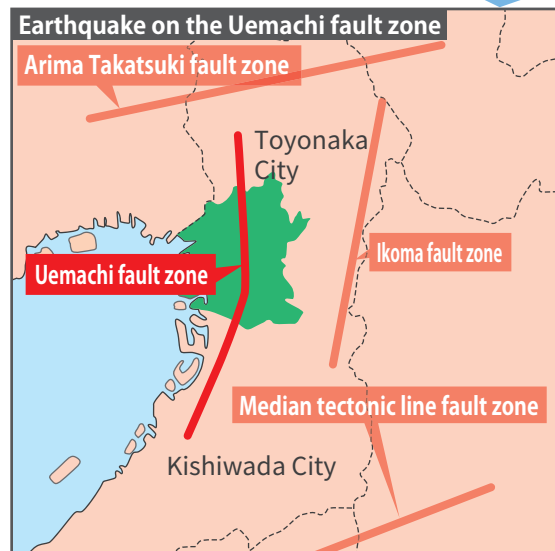 Earthquake on the Uemachi fault zone
Arima Takatsuki fault zone
Toyonaka
City
Uemachi fault zone
Ikoma fault zone
Median tectonic line fault zone
Kishiwada City